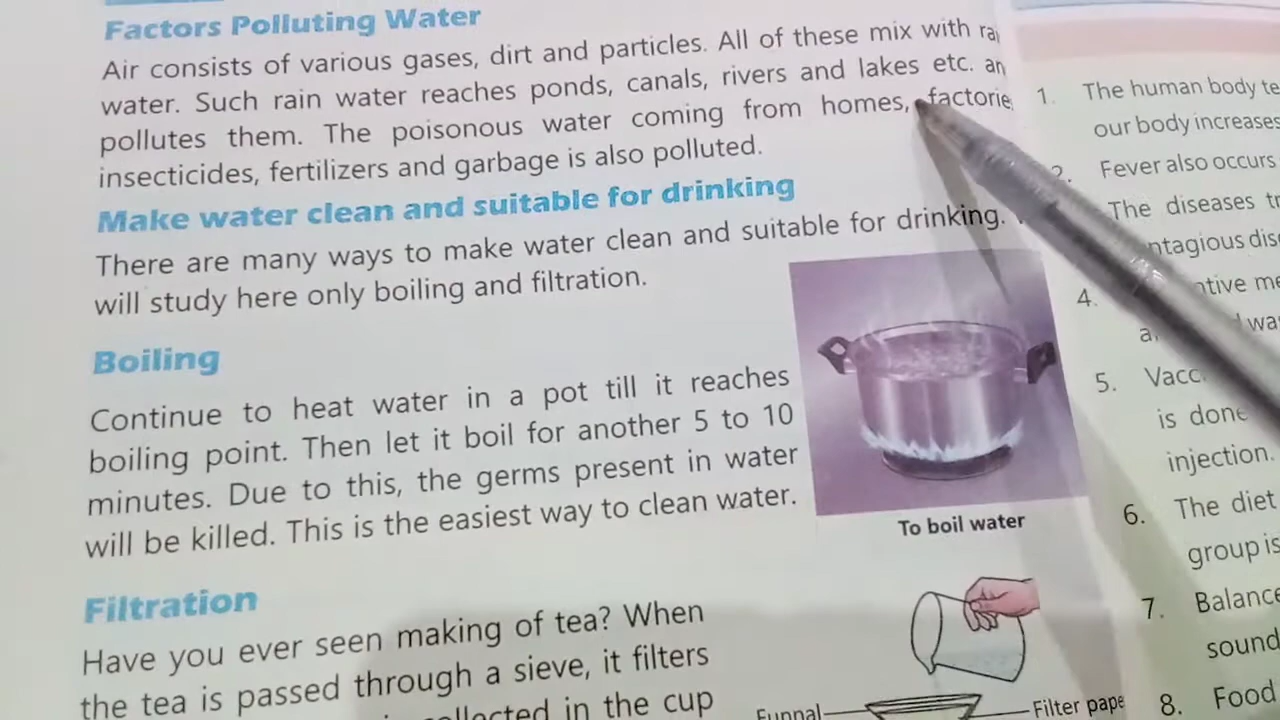 Factors Polluting Water
Air consists of various gases, dirt and particles. All of these mix with
water. Such rain water reaches ponds, canals, rivers and lakes etc.
pollutes them. The poisonous water coming from homes,
insecticides, fertilizers and garbage is also polluted.
Make water clean and suitable for drinking
There are many ways to make water clean and suitable for drinking.
will study here only boiling and filtration.
Boiling
Continue to heat water in a pot till it reaches
boiling point. Then let it boil for another 5 to 10
minutes. Due to this, the germs present in water
will be killed. This is the easiest way to clean water.
To boil water
Filtration
Have you ever seen making of tea? When
the tea is passed through a sieve, it filters
in the cup
Filter
1. The human body
our body increases
Fever also occurs
The diseases
4.
5.
is done
injection.
6. The diet
group is
7.
sound
8. Food